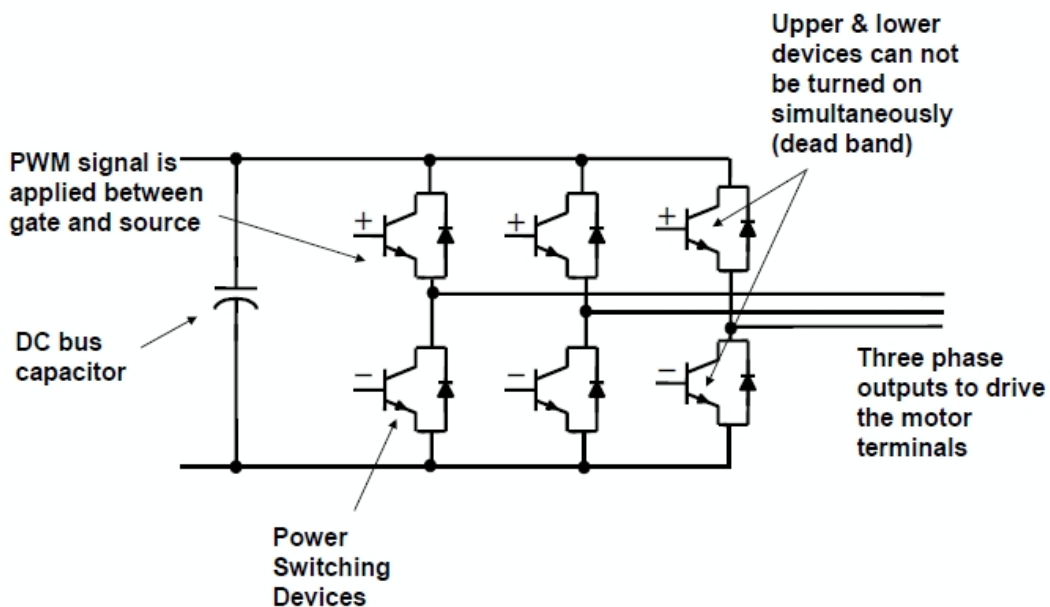 Upper & lower
devices can not
be turned on
simultaneously
(dead band)
PWM signal is
applied between
gate and source
+
+
+
DC bus
capacitor
−
−
−
Three phase
outputs to drive
the motor
terminals
Power
Switching
Devices